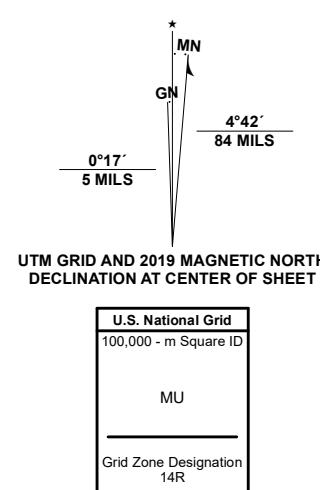 ★
MN
GN
4°42´
84 MILS
0°17´
5 MILS
UTM GRID AND 2019 MAGNETIC NORTH
DECLINATION AT CENTER OF SHEET
U.S. National Grid
100,000 - m Square ID
MU
Grid Zone Designation
14R